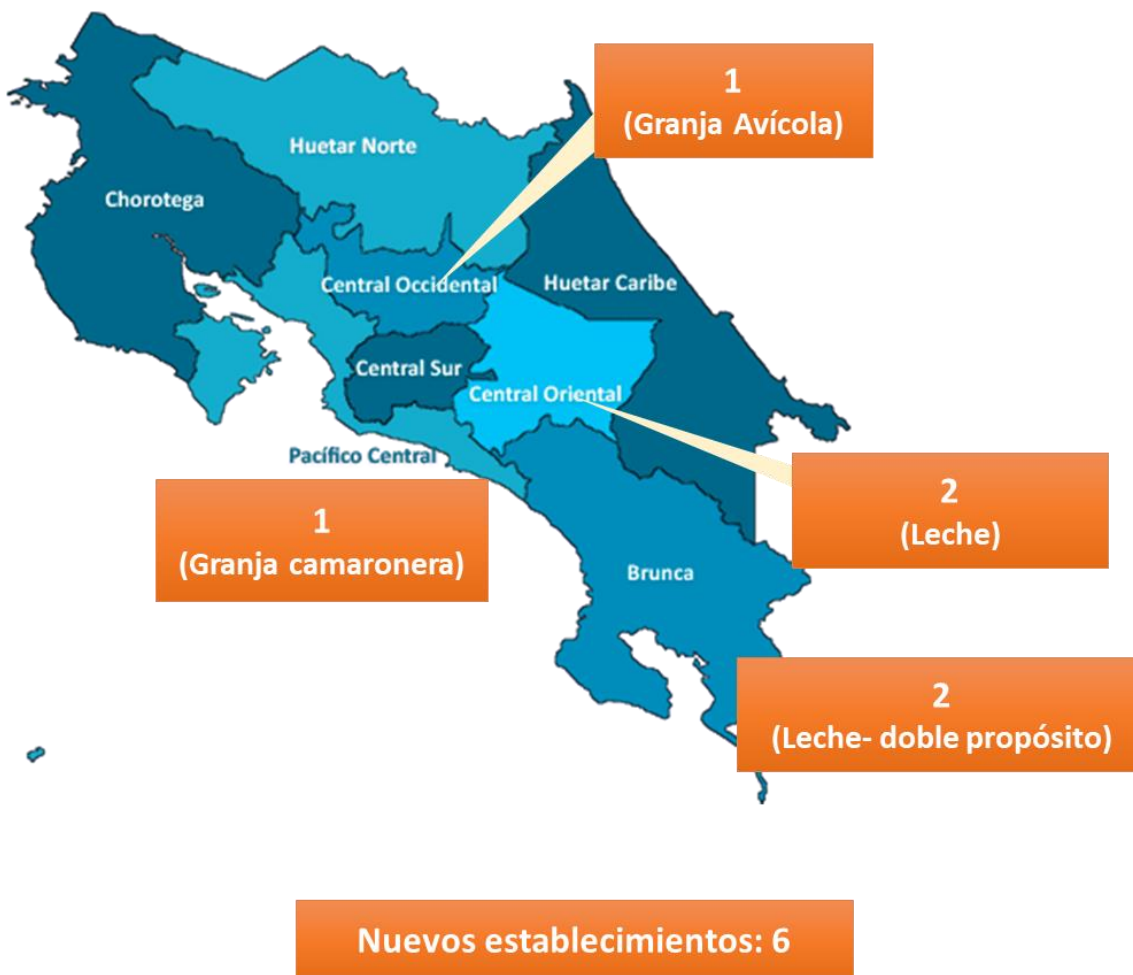 1
(Granja Avícola)
Huetar Norte
Chorotega
Central Occidental
Huetar Caribe
Central Sur
Central Oriental
Pacífico Central
2
(Leche)
1
(Granja camaronera)
Brunca
2
(Leche- doble propósito)
Nuevos establecimientos: 6